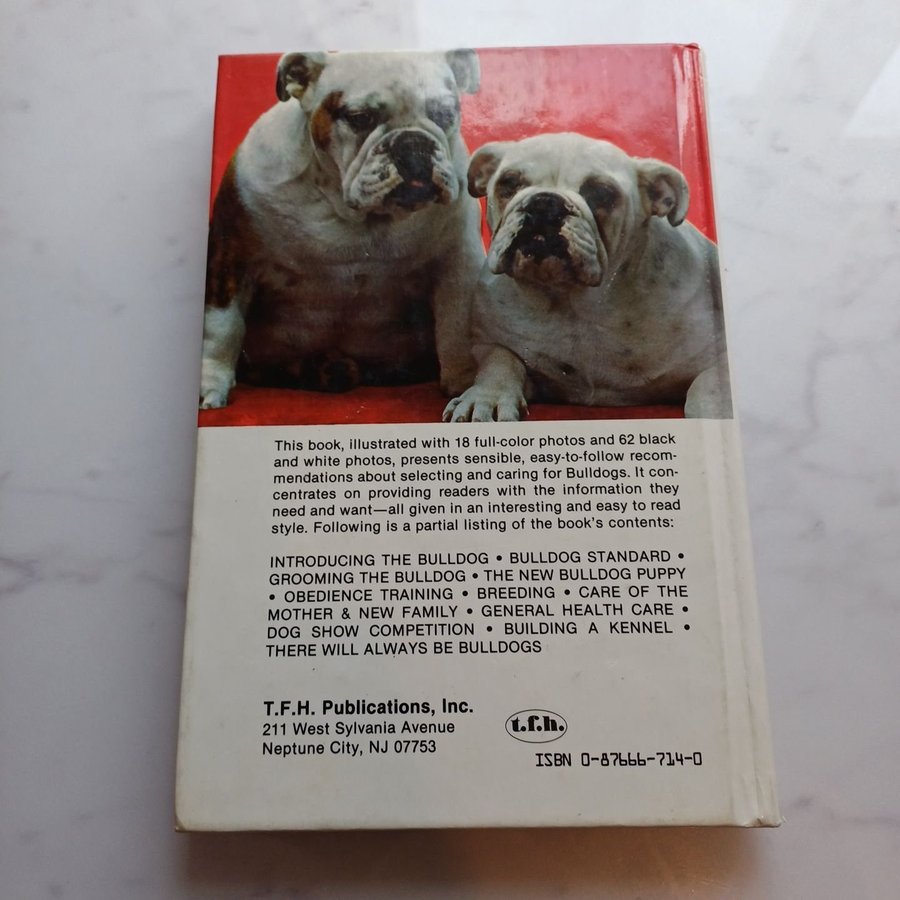 This book, illustrated with 18 full-color photos and 62 black
and white photos, presents sensible, easy-to-follow recom-
mendations about selecting and caring for Bulldogs. It con-
centrates on providing readers with the information they
need and want—all given in an interesting and easy to read
style. Following is a partial listing of the book's contents:
INTRODUCING THE BULLDOG • BULLDOG STANDARD •
GROOMING THE BULLDOG • THE NEW BULLDOG PUPPY
• OBEDIENCE TRAINING • BREEDING • CARE OF THE
MOTHER & NEW FAMILY • GENERAL HEALTH CARE •
DOG SHOW COMPETITION • BUILDING A KENNEL •
THERE WILL ALWAYS BE BULLDOGS
T.F.H. Publications, Inc.
211 West Sylvania Avenue
Neptune City, NJ 07753
t.f.h.
ISBN 0-87666-714-0